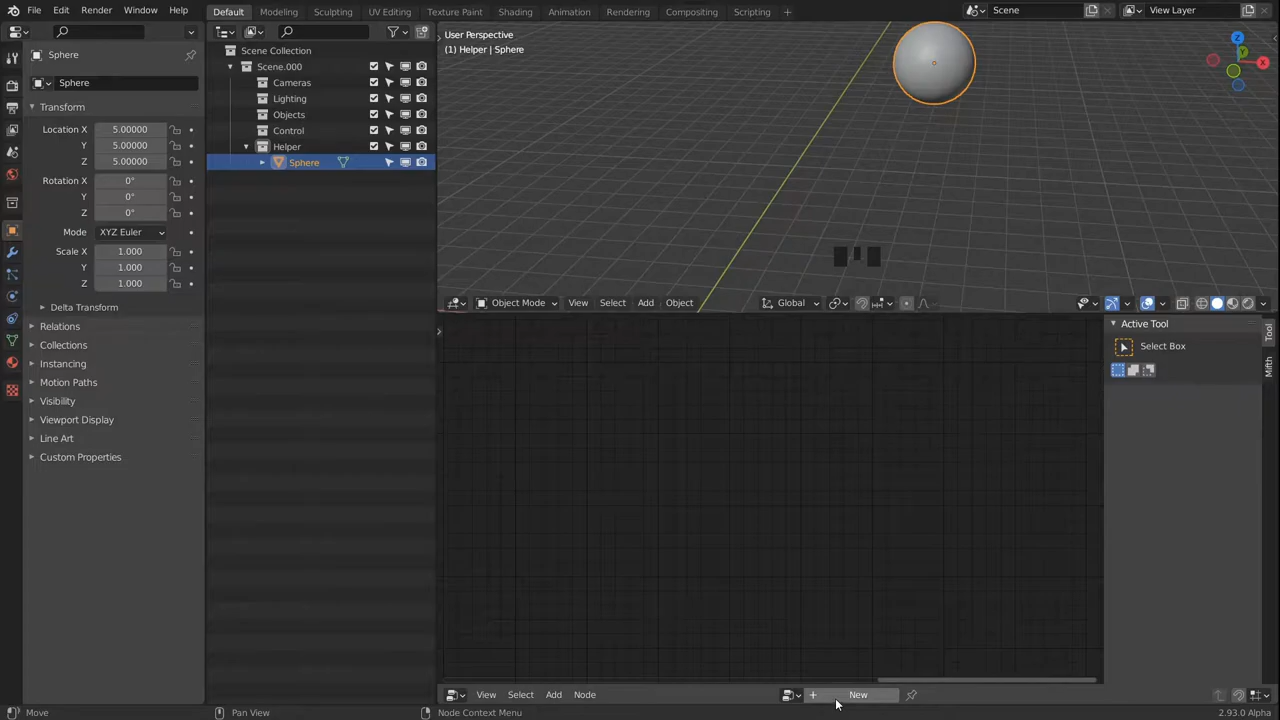 File Edit Render Window Help Default Modeling Sculpting UV Editing Texture Paint Shading Animation Rendering Compositing Scripting + Scene View Layer
Sphere
Sphere
Transform
Location X 5.00000
Y 5.00000
Z 5.00000
Rotation X 0°
Y 0°
Z 0°
Mode XYZ Euler
Scale X 1.000
Y 1.000
Z 1.000
Delta Transform
Relations
Collections
Instancing
Motion Paths
Visibility
Viewport Display
Line Art
Custom Properties
Scene Collection
Scene.000
Cameras
Lighting
Objects
Control
Helper
Sphere
User Perspective
(1) Helper | Sphere
Z
Y
X
Object Mode View Select Add Object Global
Active Tool
Select Box
Tool
Mifth
View Select Add Node + New
Move Pan View Node Context Menu 2.93.0 Alpha